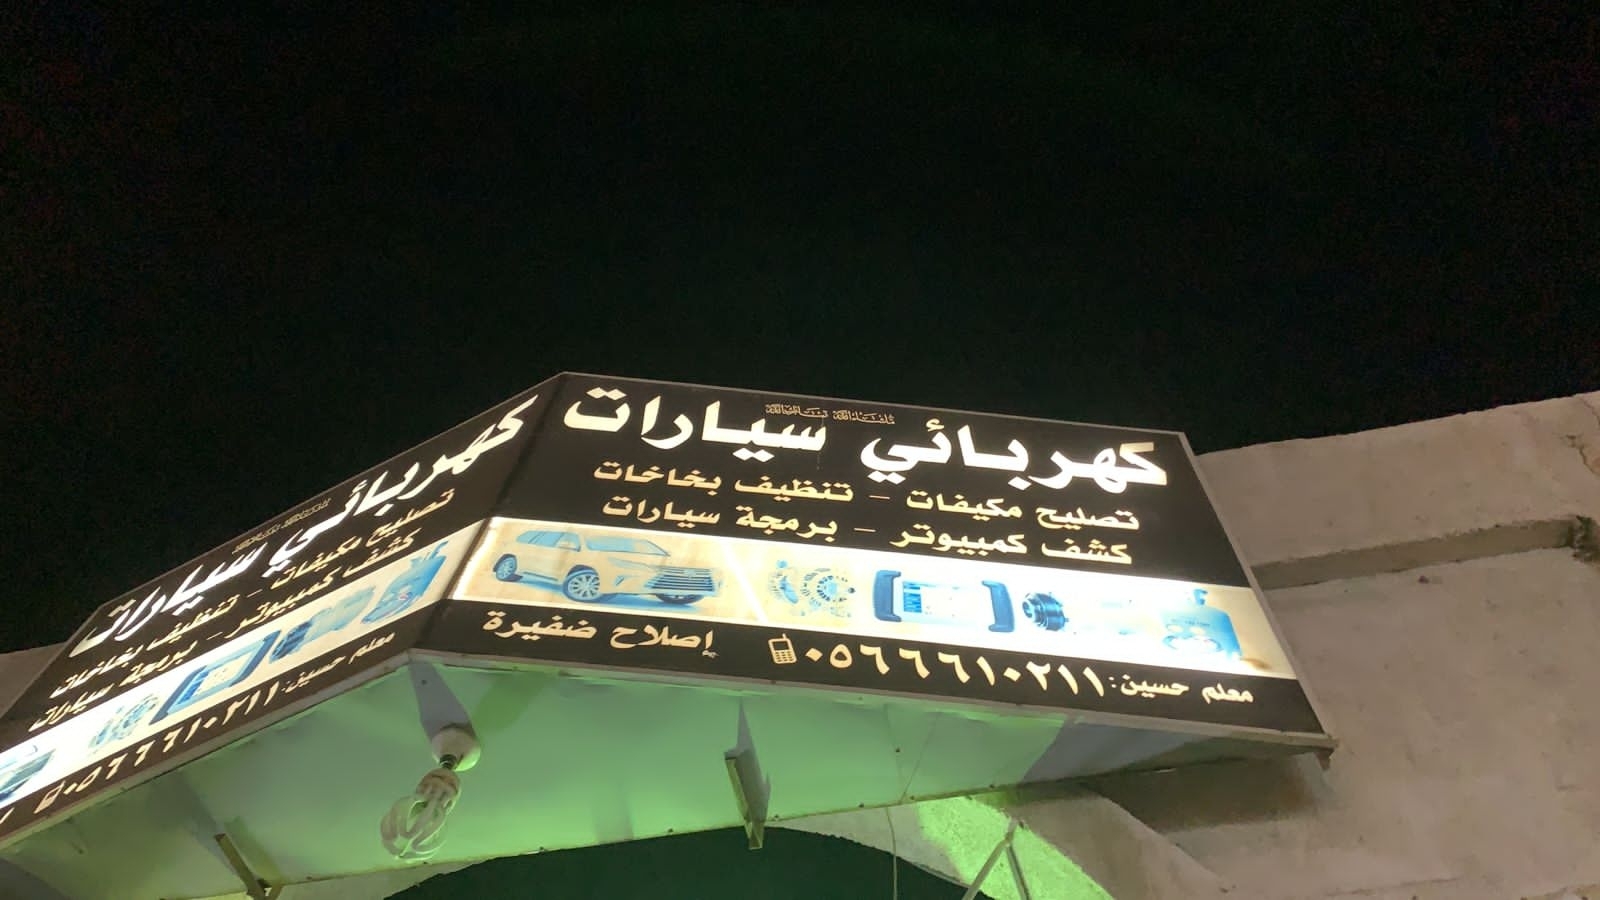 كهربائي سيارات
تصليح مكيفات - تنظيف بخاخات
كشف كمبيوتر - برمجة سيارات
معلم حسين: ٠٥٦٦٦١٠٢١١
إصلاح ضفيرة
كهربائي سيارات
تصليح مكيفات - تنظيف بخاخات
كشف كمبيوتر - برمجة سيارات
معلم حسين: ٠٥٦٦٦١٠٢١١